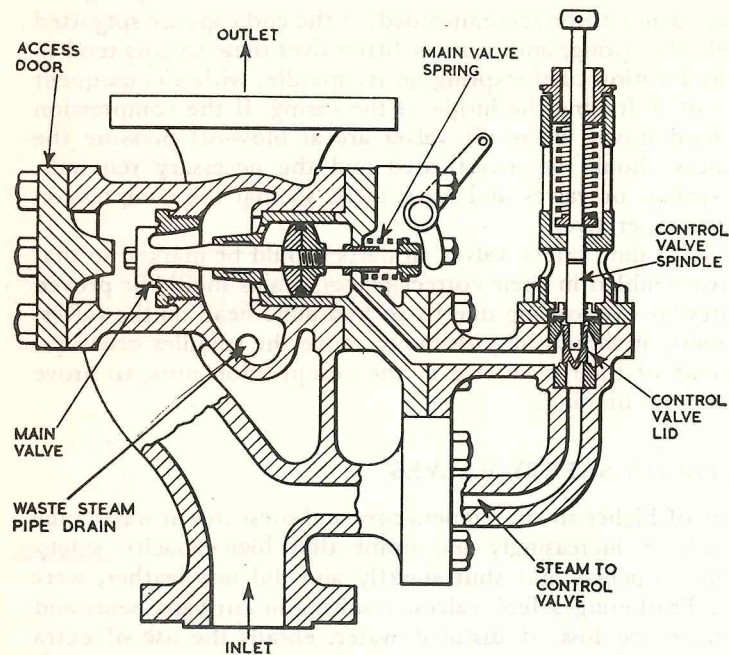 OUTLET
ACCESS
DOOR
MAIN VALVE
SPRING
CONTROL
VALVE
SPINDLE
CONTROL
VALVE
LID
MAIN
VALVE
WASTE STEAM
PIPE DRAIN
STEAM TO
CONTROL
VALVE
INLET